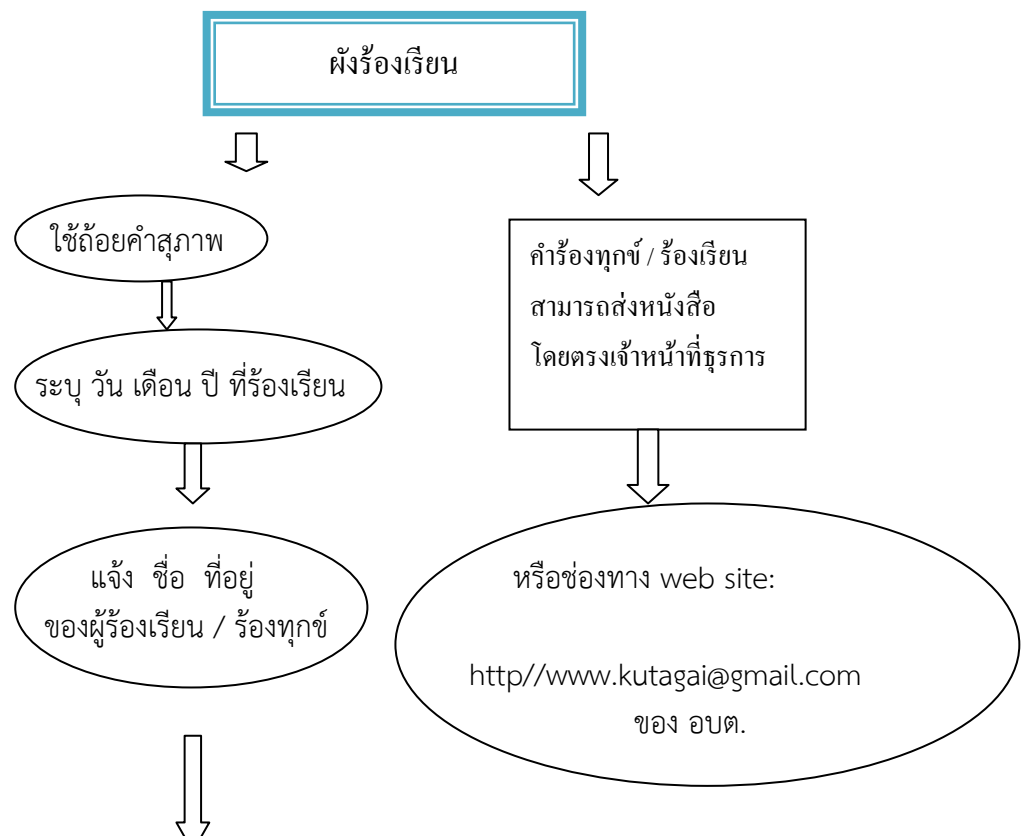 ผังร้องเรียน
ใช้ถ้อยคำสุภาพ
ระบุ วัน เดือน ปี ที่ร้องเรียน
แจ้ง ชื่อ ที่อยู่
ของผู้ร้องเรียน / ร้องทุกข์
คำร้องทุกข์ / ร้องเรียน
สามารถส่งหนังสือ
โดยตรงเจ้าหน้าที่ธุรการ
หรือช่องทาง web site:
http//www.kutagai@gmail.com
ของ อบต.